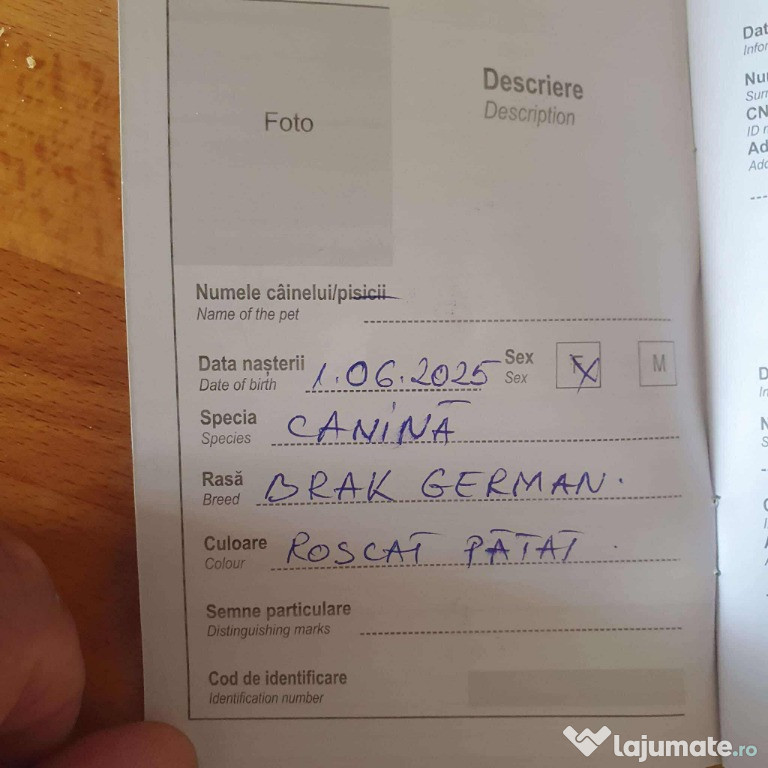 Foto
Descriere
Description
Numele câinelui/pisicii
Name of the pet
Data nașterii 1.06.2025 Sex F M
Date of birth Sex
Specia CANINĂ
Species
Rasă BRAK GERMAN.
Breed
Culoare ROSCAT PĂTAT.
Colour
Semne particulare
Distinguishing marks
Cod de identificare
Identification number
lajumate.ro